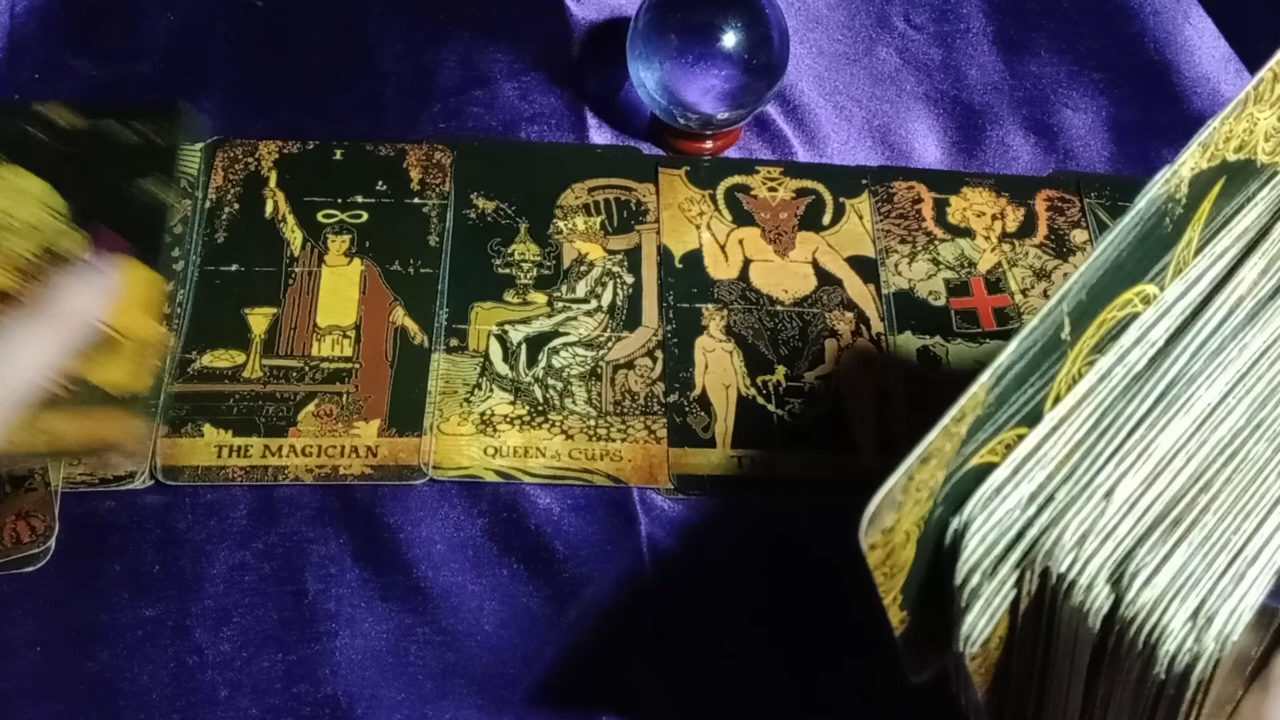 I
THE MAGICIAN
QUEEN of CUPS.
T